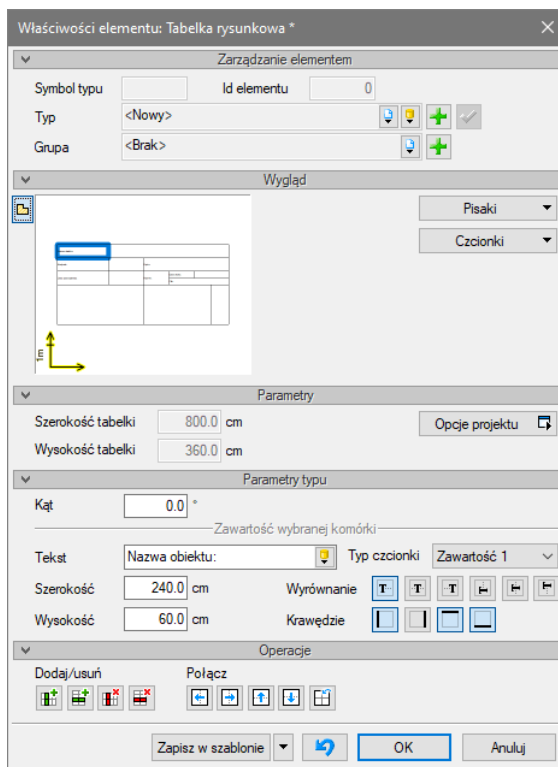 Właściwości elementu: Tabelka rysunkowa *
Zarządzanie elementem
Symbol typu Id elementu 0
Typ <Nowy>
Grupa <Brak>
Wygląd
Pisaki
Czcionki
1m
Parametry
Szerokość tabelki 800.0 cm Opcje projektu
Wysokość tabelki 360.0 cm
Parametry typu
Kąt 0.0 °
Zawartość wybranej komórki
Tekst Nazwa obiektu: Typ czcionki Zawartość 1
Szerokość 240.0 cm Wyrównanie T T T T T T
Wysokość 60.0 cm Krawędzie
Operacje
Dodaj/usuń Połącz
Zapisz w szablonie OK Anuluj